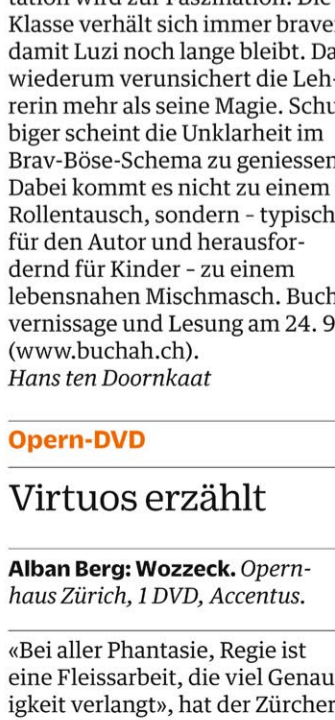 Klasse verhält sich immer braver
damit Luzi noch lange bleibt. Da
wiederum verunsichert die Leh-
rerin mehr als seine Magie. Schu
biger scheint die Unklarheit im
Brav-Böse-Schema zu geniessen
Dabei kommt es nicht zu einem
Rollentausch, sondern – typisch
für den Autor und herausfor-
dernd für Kinder – zu einem
lebensnahen Mischmasch. Buch
vernissage und Lesung am 24. 9
(www.buchah.ch).
Hans ten Doornkaat
Opern-DVD
Virtuos erzählt
Alban Berg: Wozzeck. Opern-
haus Zürich, 1 DVD, Accentus.
«Bei aller Phantasie, Regie ist
eine Fleissarbeit, die viel Genau
igkeit verlangt», hat der Zürcher